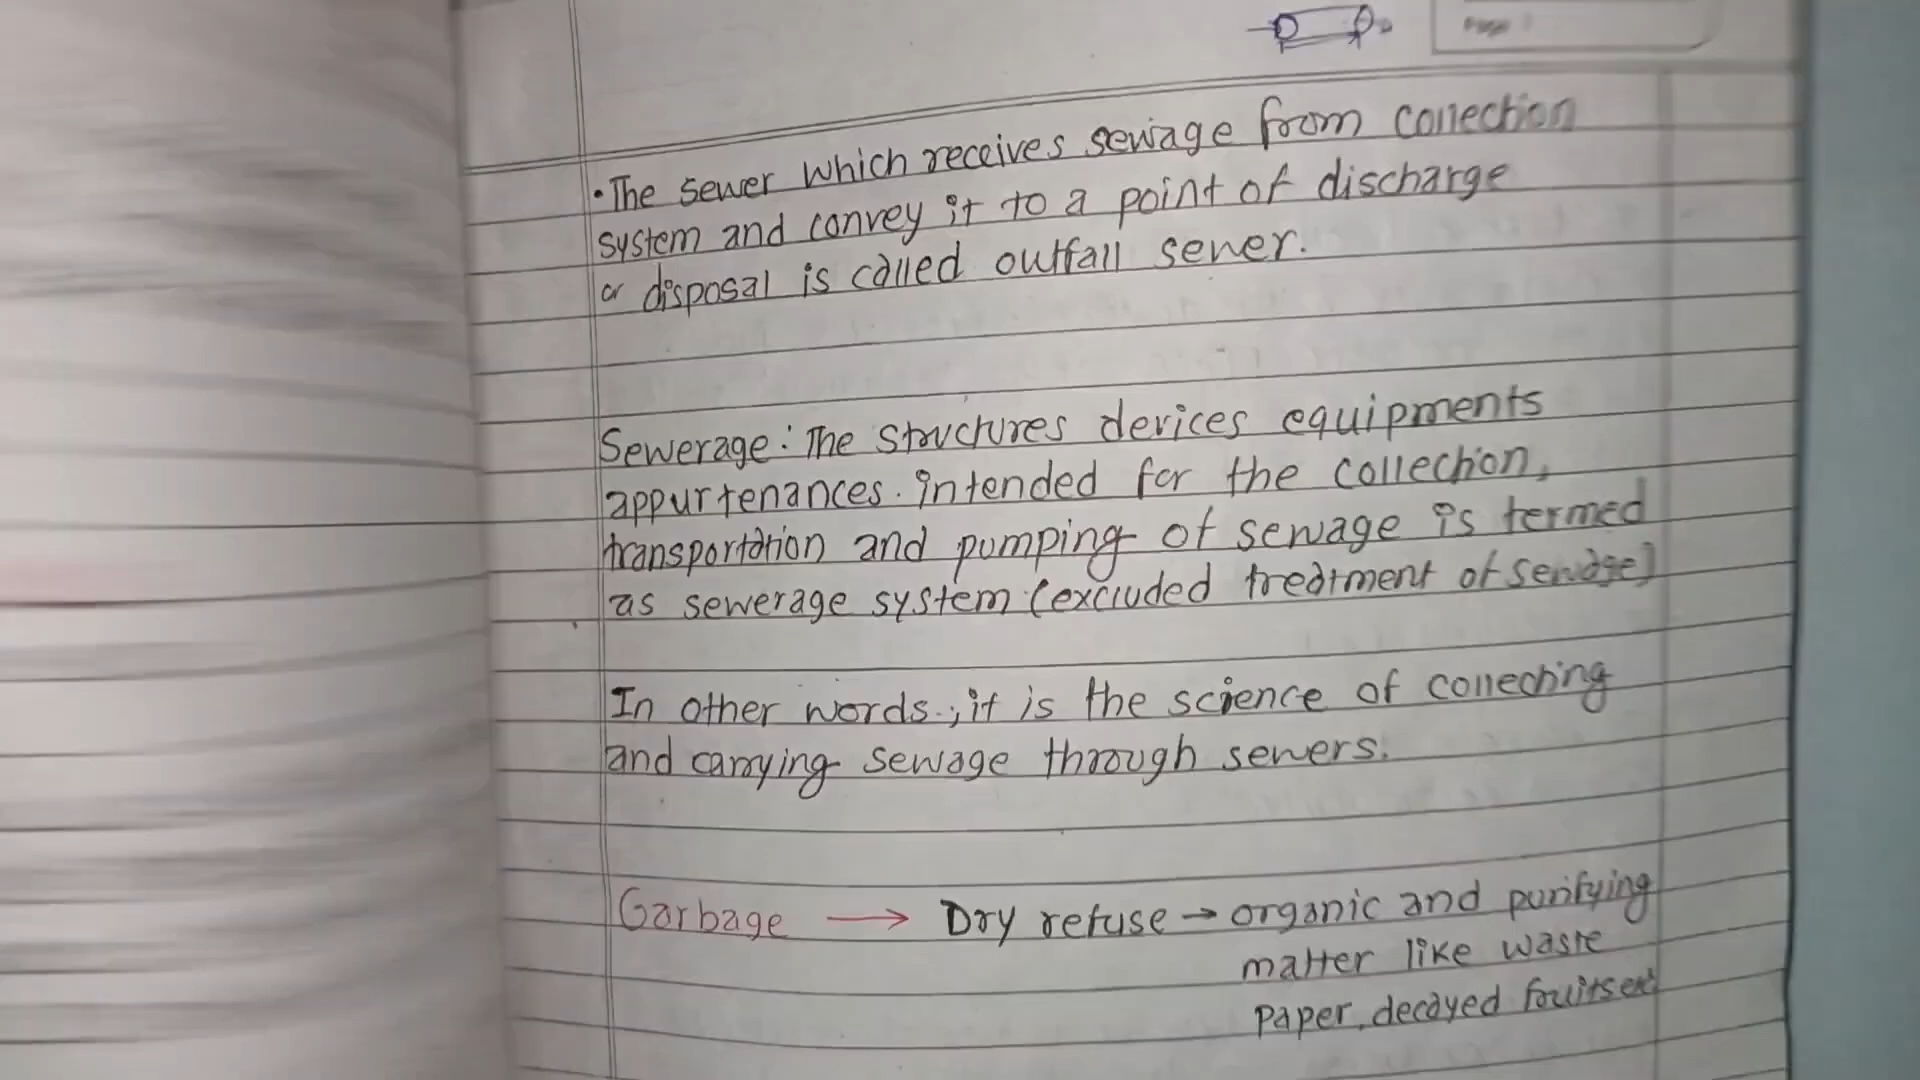 Page
• The sewer which receives sewage from collection
system and convey it to a point of discharge
or disposal is called outfall sewer.
Sewerage : The structures devices equipments
appurtenances. intended for the collection,
transportation and pumping of sewage is termed
as sewerage system (excluded treatment of sewage)
In other words, it is the science of collecting
and carrying sewage through sewers.
Garbage → Dry refuse → organic and purifying
matter like waste
paper, decayed fruits etc